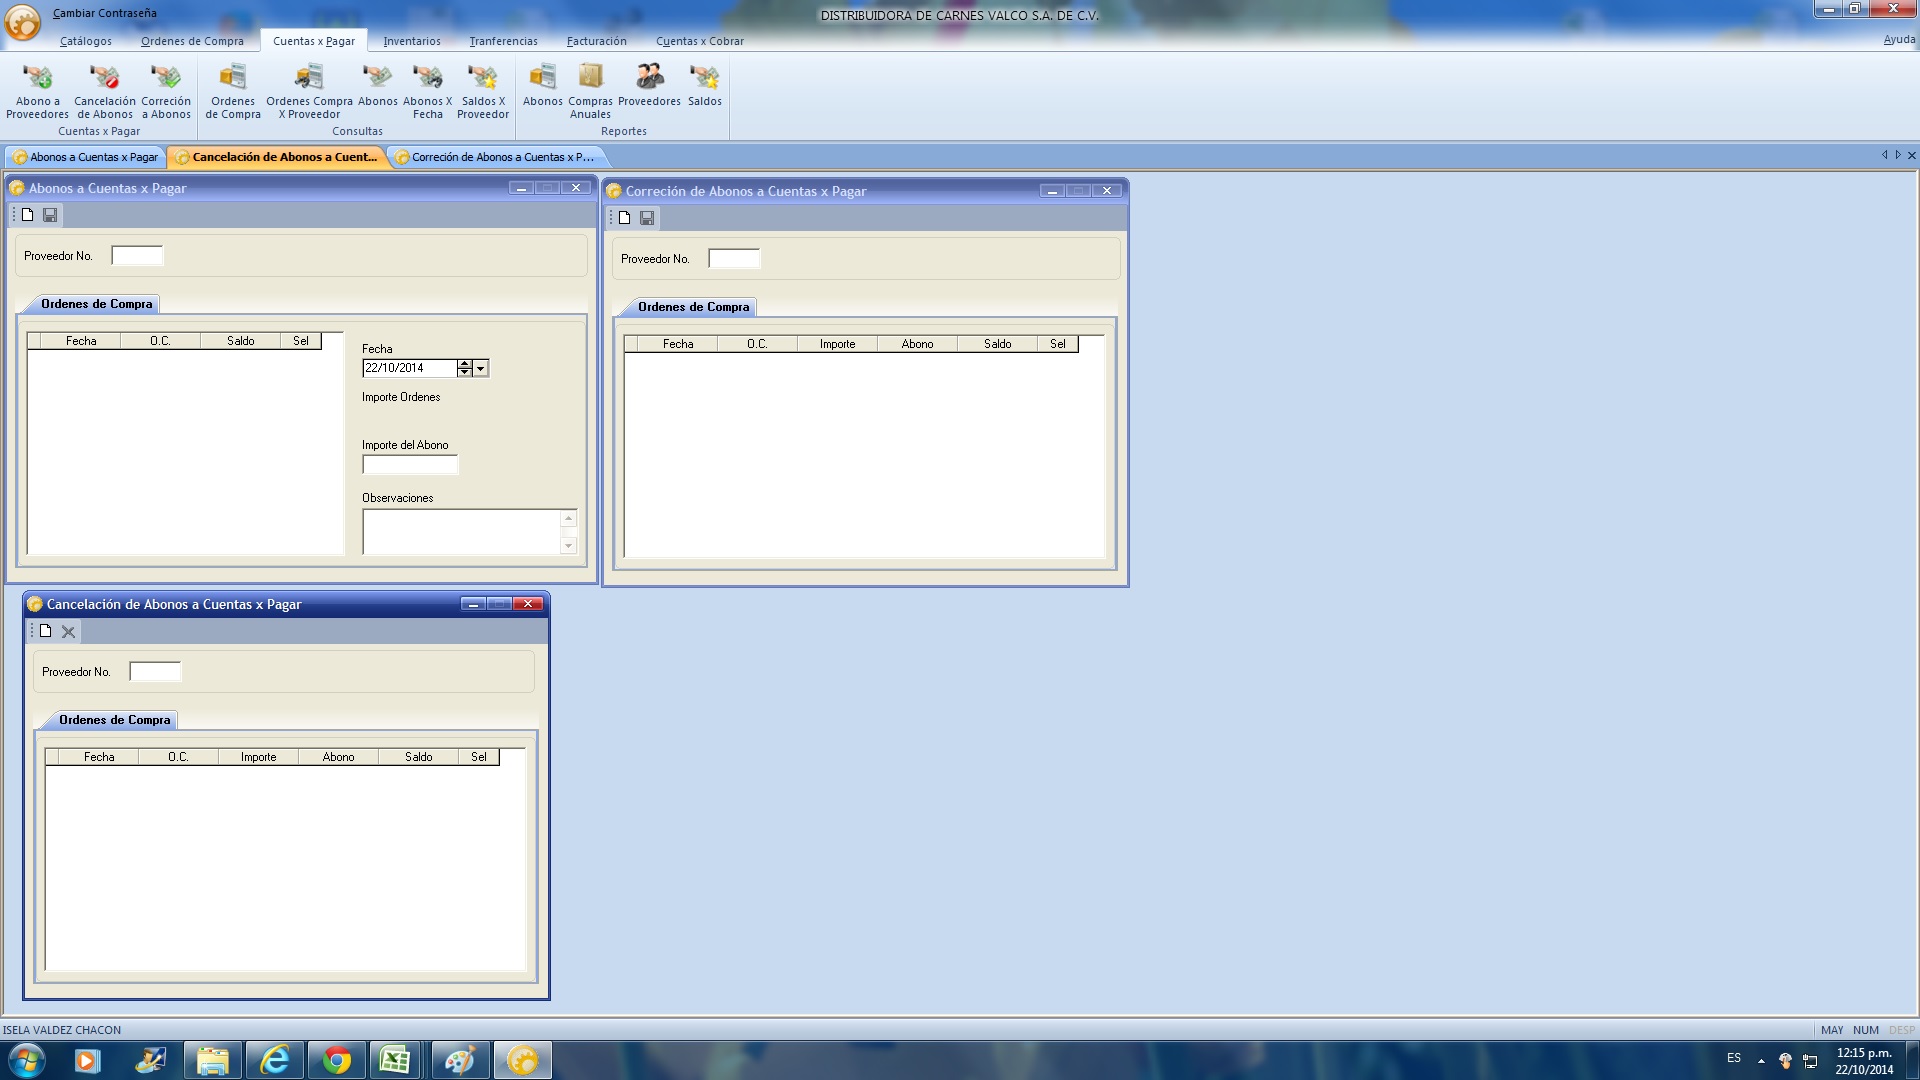 Cambiar Contraseña
DISTRIBUIDORA DE CARNES VALCO S.A. DE C.V.
Catálogos Ordenes de Compra Cuentas x Pagar Inventarios Tranferencias Facturación Cuentas x Cobrar
Ayuda
Abono a Proveedores
Cancelación de Abonos
Correción a Abonos
Ordenes de Compra
Ordenes Compra X Proveedor
Abonos
Abonos X Fecha
Saldos X Proveedor
Abonos
Compras Anuales
Proveedores
Saldos
Cuentas x Pagar Consultas Reportes
Abonos a Cuentas x Pagar Cancelación de Abonos a Cuent... Correción de Abonos a Cuentas x P...
Abonos a Cuentas x Pagar
Proveedor No.
Ordenes de Compra
Fecha O.C. Saldo Sel
Fecha
22/10/2014
Importe Ordenes
Importe del Abono
Observaciones
Correción de Abonos a Cuentas x Pagar
Proveedor No.
Ordenes de Compra
Fecha O.C. Importe Abono Saldo Sel
Cancelación de Abonos a Cuentas x Pagar
Proveedor No.
Ordenes de Compra
Fecha O.C. Importe Abono Saldo Sel
ISELA VALDEZ CHACON
MAY NUM DESP
ES
12:15 p.m.
22/10/2014